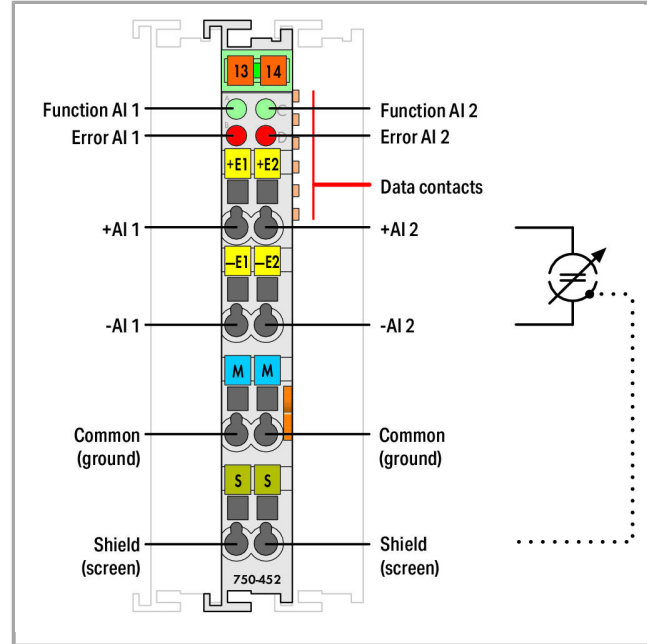 13 14
Function AI 1
A
C
Function AI 2
Error AI 1
B
D
Error AI 2
+E1 +E2
Data contacts
+AI 1
+AI 2
–E1 –E2
-AI 1
-AI 2
M M
Common
(ground)
Common
(ground)
S S
Shield
(screen)
Shield
(screen)
750-452